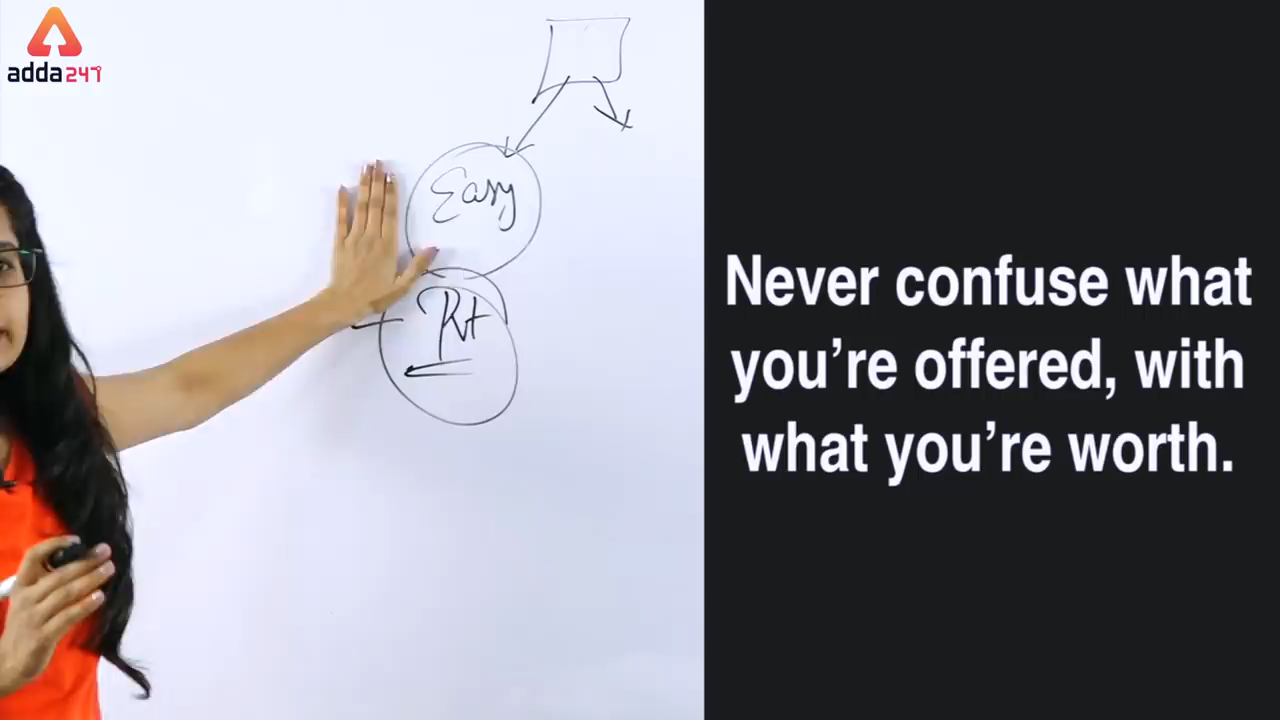 adda247
Easy
Rt
Never confuse what
you're offered, with
what you're worth.